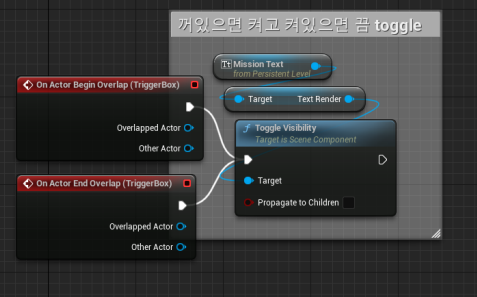 꺼있으면 켜고 켜있으면 끔 toggle
Mission Text
from Persistent Level
On Actor Begin Overlap (TriggerBox)
Target Text Render
Overlapped Actor
Toggle Visibility
Target is Scene Component
Other Actor
On Actor End Overlap (TriggerBox)
Target
Propagate to Children
Overlapped Actor
Other Actor